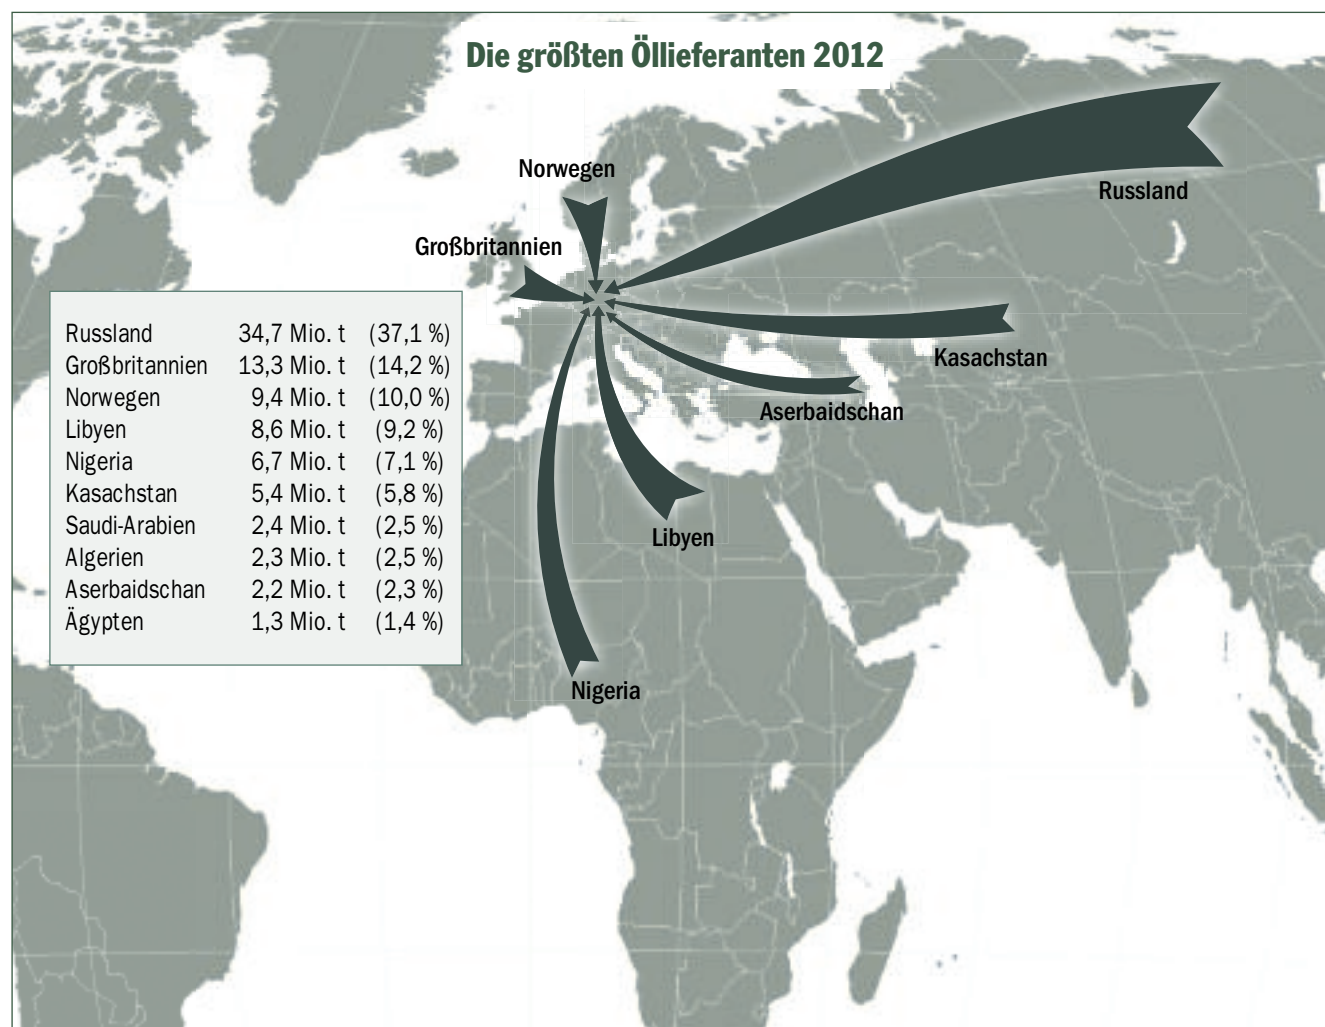 Die größten Öllieferanten 2012
Norwegen
Russland
Großbritannien
Kasachstan
Aserbaidschan
Libyen
Nigeria
Russland 34,7 Mio. t (37,1 %)
Großbritannien 13,3 Mio. t (14,2 %)
Norwegen 9,4 Mio. t (10,0 %)
Libyen 8,6 Mio. t (9,2 %)
Nigeria 6,7 Mio. t (7,1 %)
Kasachstan 5,4 Mio. t (5,8 %)
Saudi-Arabien 2,4 Mio. t (2,5 %)
Algerien 2,3 Mio. t (2,5 %)
Aserbaidschan 2,2 Mio. t (2,3 %)
Ägypten 1,3 Mio. t (1,4 %)